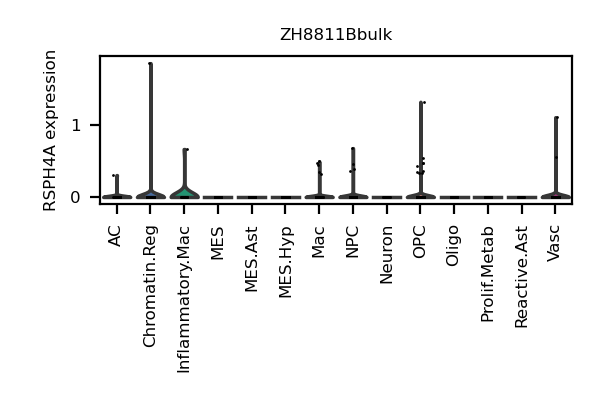 ZH8811Bbulk
RSPH4A expression
1
0
AC
Chromatin.Reg
Inflammatory.Mac
MES
MES.Ast
MES.Hyp
Mac
NPC
Neuron
OPC
Oligo
Prolif.Metab
Reactive.Ast
Vasc